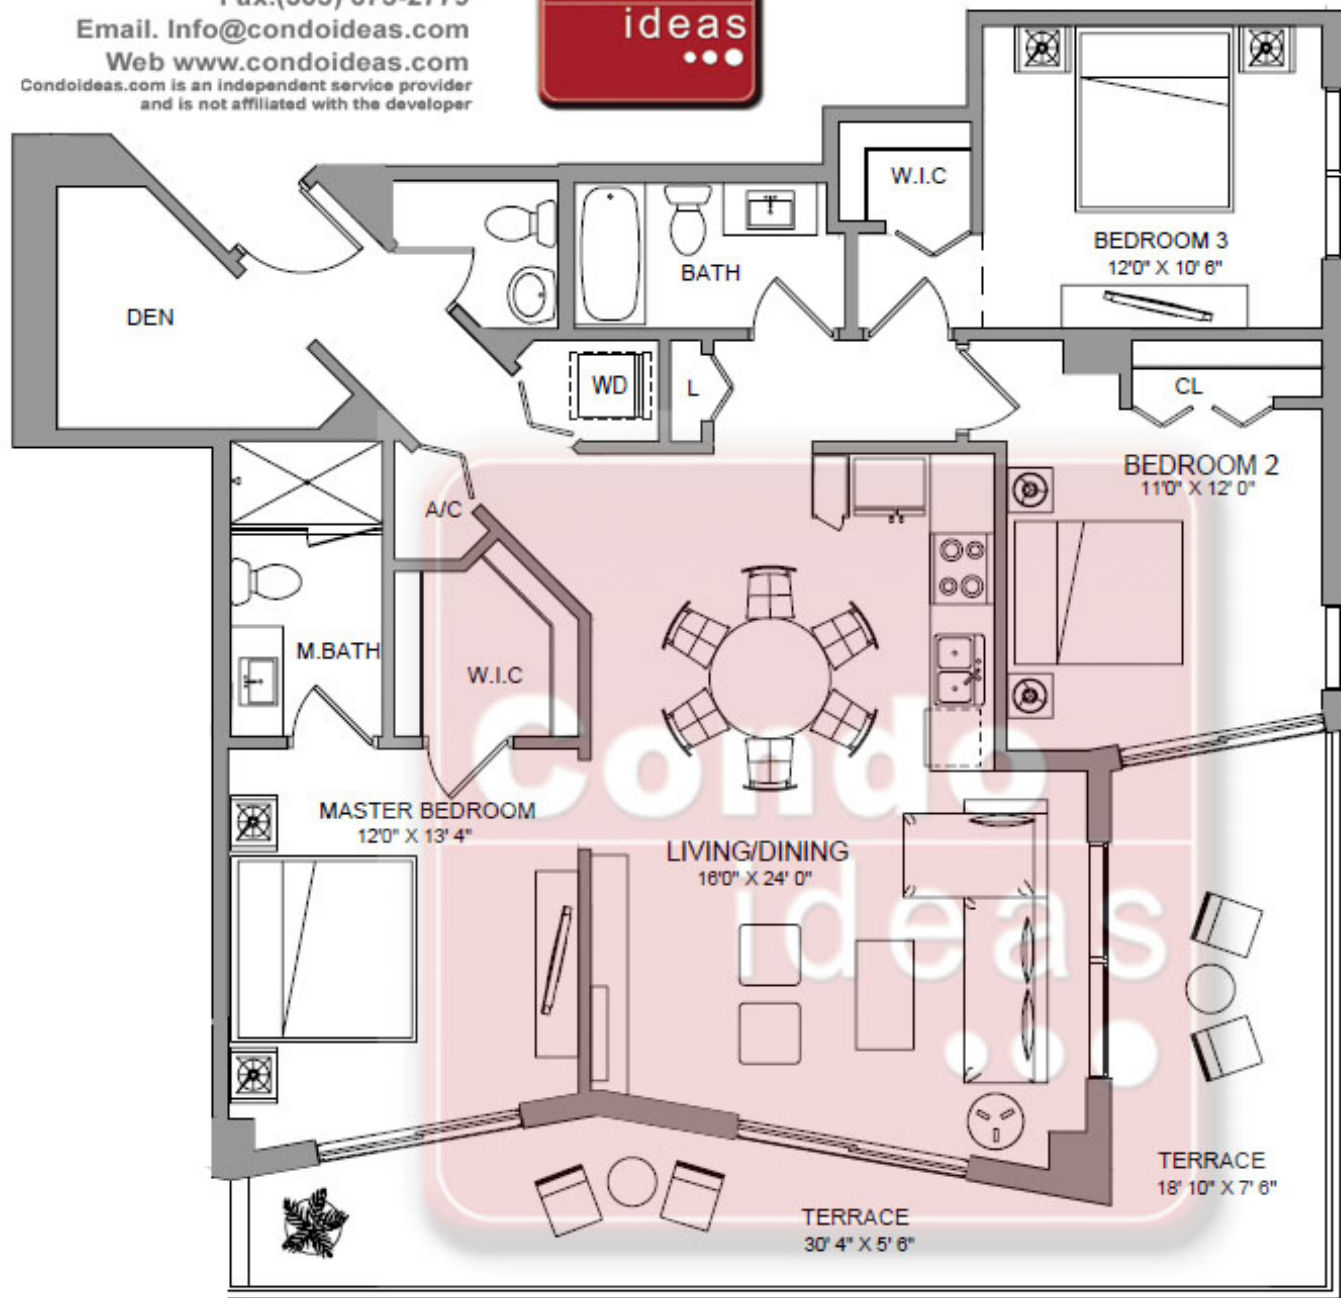 Email. Info@condoideas.com
Web www.condoideas.com
Condoideas.com is an independent service provider
and is not affiliated with the developer
ideas
W.I.C
BEDROOM 3
12'0" X 10' 6"
BATH
DEN
WD
L
CL
BEDROOM 2
11'0" X 12' 0"
A/C
M.BATH
W.I.C
Condo
MASTER BEDROOM
12'0" X 13' 4"
LIVING/DINING
16'0" X 24' 0"
ideas
TERRACE
18' 10" X 7' 6"
TERRACE
30' 4" X 5' 6"